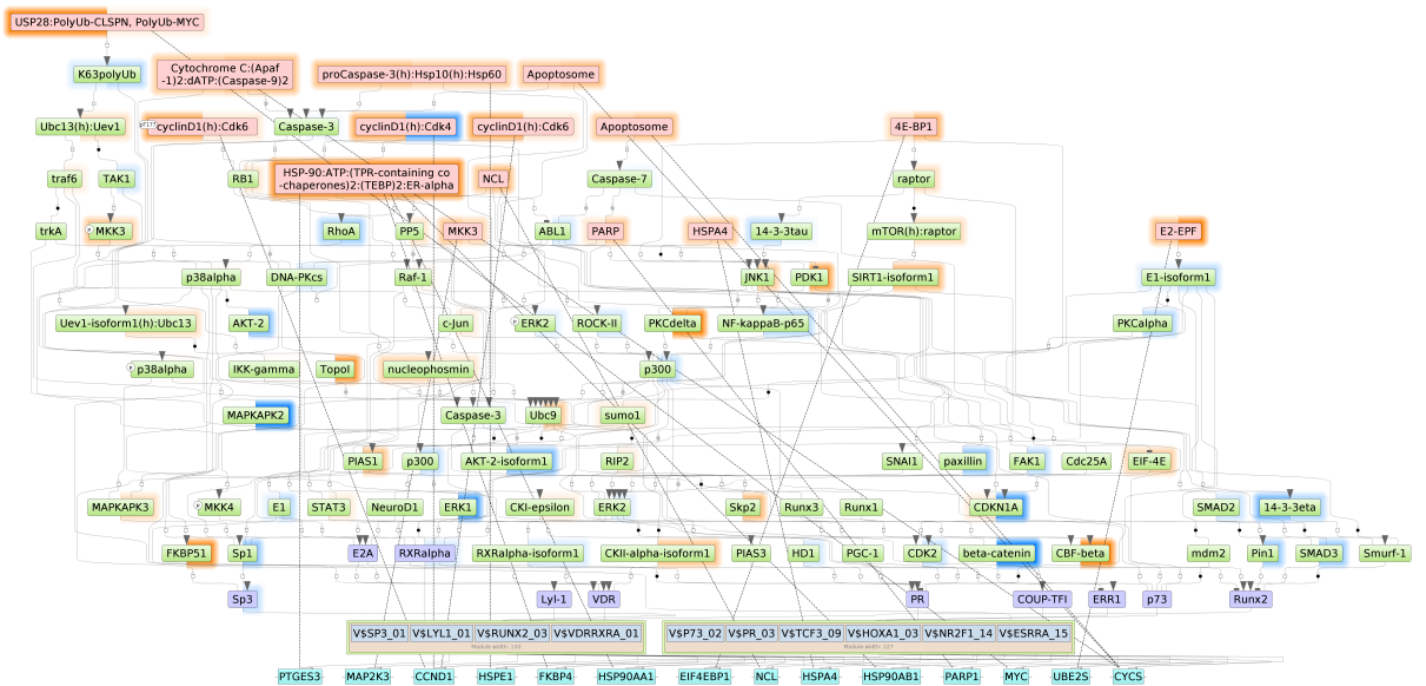 USP28:PolyUb-CLSPN, PolyUb-MYC
K63polyUb
Cytochrome C:(Apaf
-1)2:dATP:(Caspase-9)2
proCaspase-3(h):Hsp10(h):Hsp60
Apoptosome
Ubc13(h):Uev1
cyclinD1(h):Cdk6
Caspase-3
cyclinD1(h):Cdk4
cyclinD1(h):Cdk6
Apoptosome
4E-BP1
traf6
TAK1
RB1
HSP-90:ATP:(TPR-containing co
-chaperones)2:(TEBP)2:ER-alpha
NCL
Caspase-7
raptor
trkA
MKK3
RhoA
PP5
MKK3
ABL1
PARP
HSPA4
14-3-3tau
mTOR(h):raptor
E2-EPF
p38alpha
DNA-PKcs
Raf-1
JNK1
PDK1
SIRT1-isoform1
E1-isoform1
Uev1-isoform1(h):Ubc13
AKT-2
c-Jun
ERK2
ROCK-II
PKCdelta
NF-kappaB-p65
PKCalpha
p38alpha
IKK-gamma
TopoI
nucleophosmin
p300
MAPKAPK2
Caspase-3
Ubc9
sumo1
PIAS1
p300
AKT-2-isoform1
RIP2
SNAI1
paxillin
FAK1
Cdc25A
EIF-4E
MAPKAPK3
MKK4
E1
STAT3
NeuroD1
ERK1
CKI-epsilon
ERK2
Skp2
Runx3
Runx1
CDKN1A
SMAD2
14-3-3eta
FKBP51
Sp1
E2A
RXRalpha
RXRalpha-isoform1
CKII-alpha-isoform1
PIAS3
HD1
PGC-1
CDK2
beta-catenin
CBF-beta
mdm2
Pin1
SMAD3
Smurf-1
Sp3
Lyl-1
VDR
PR
COUP-TFI
ERR1
p73
Runx2
V$SP3_01
V$LYL1_01
V$RUNX2_03
V$VDRRXRA_01
V$P73_02
V$PR_03
V$TCF3_09
V$HOXA1_03
V$NR2F1_14
V$ESRRA_15
Module width: 127
PTGES3
MAP2K3
CCND1
HSPE1
FKBP4
HSP90AA1
EIF4EBP1
NCL
HSPA4
HSP90AB1
PARP1
MYC
UBE2S
CYCS